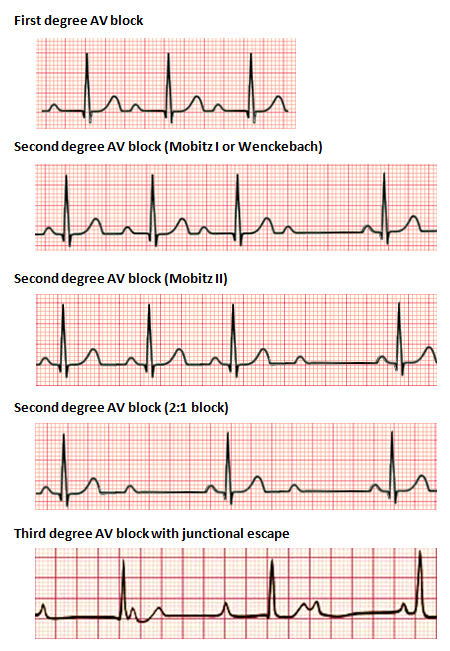 First degree AV block
Second degree AV block (Mobitz I or Wenckebach)
Second degree AV block (Mobitz II)
Second degree AV block (2:1 block)
Third degree AV block with junctional escape